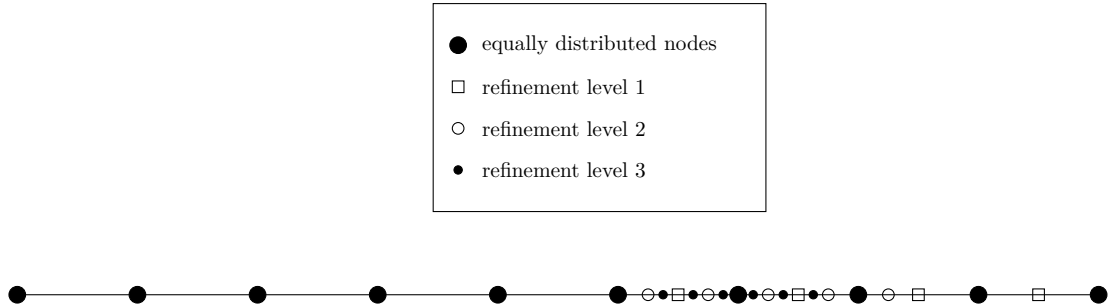 equally distributed nodes
refinement level 1
refinement level 2
refinement level 3